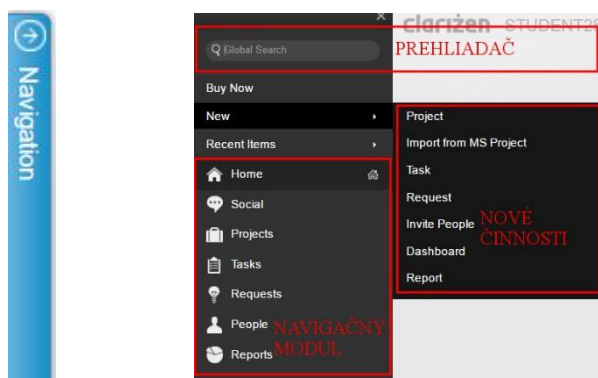 Navigation
×
clarizen STUDENT28
Global Search
PREHLIADAČ
Buy Now
New
Recent Items
Home
Social
Projects
Tasks
Requests
People
Reports
NAVIGAČNÝ
MODUL
Project
Import from MS Project
Task
Request
Invite People
Dashboard
Report
NOVÉ
ČINNOSTI